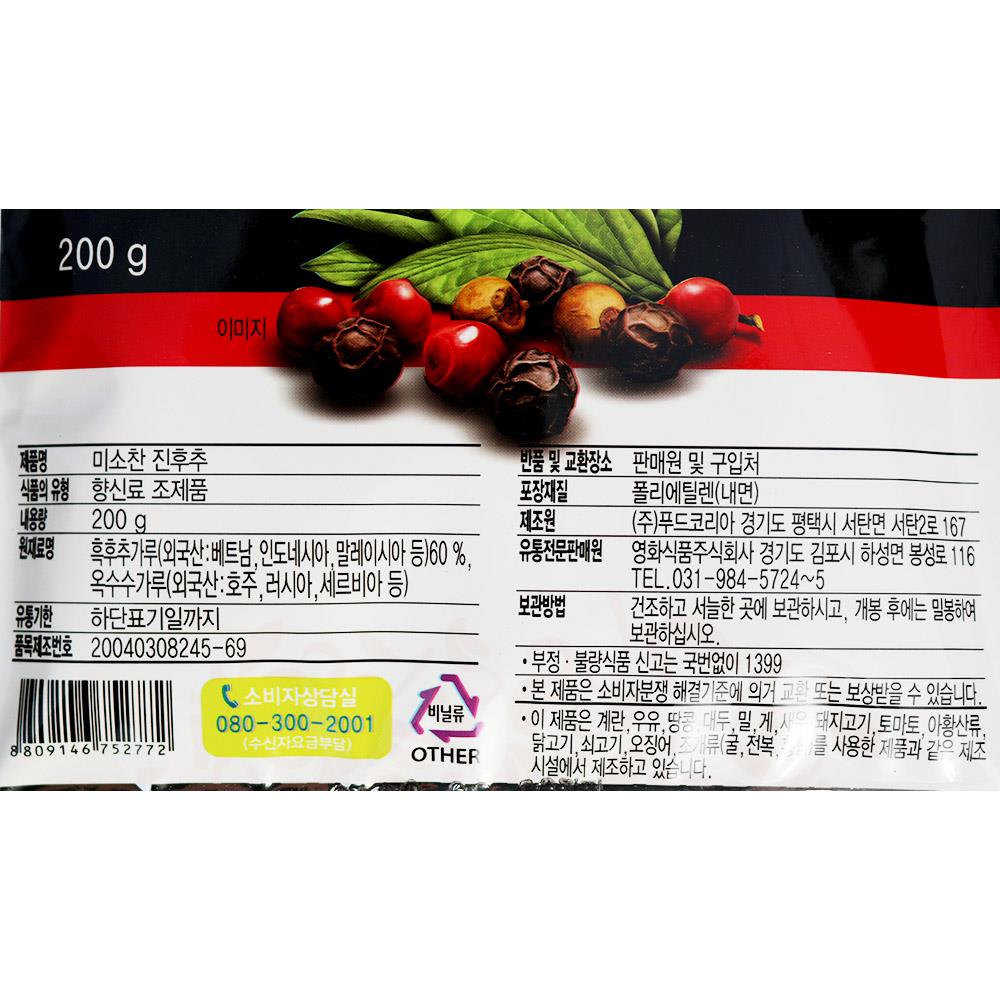 200 g
이미지
제품명 미소찬 진후추
식품의 유형 향신료 조제품
내용량 200 g
원재료명 흑후추가루(외국산:베트남,인도네시아,말레이시아 등)60 %,
옥수수가루(외국산:호주,러시아,세르비아 등)
유통기한 하단표기일까지
품목제조번호 20040308245-69
8 809146 752772
소비자상담실
080-300-2001
(수신자요금부담)
비닐류
OTHER
반품 및 교환장소 판매원 및 구입처
포장재질 폴리에틸렌(내면)
제조원 (주)푸드코리아 경기도 평택시 서탄면 서탄2로 167
유통전문판매원 영화식품주식회사 경기도 김포시 하성면 봉성로 116
TEL.031-984-5724~5
보관방법 건조하고 서늘한 곳에 보관하시고, 개봉 후에는 밀봉하여
보관하십시오.
•부정·불량식품 신고는 국번없이 1399
•본 제품은 소비자분쟁 해결기준에 의거 교환 또는 보상받을 수 있습니다.
•이 제품은 계란, 우유, 땅콩, 대두, 밀, 게, 새우, 돼지고기, 토마토, 아황산류,
닭고기, 쇠고기, 오징어, 조개류(굴, 전복, 를 사용한 제품과 같은 제조
시설에서 제조하고 있습니다.